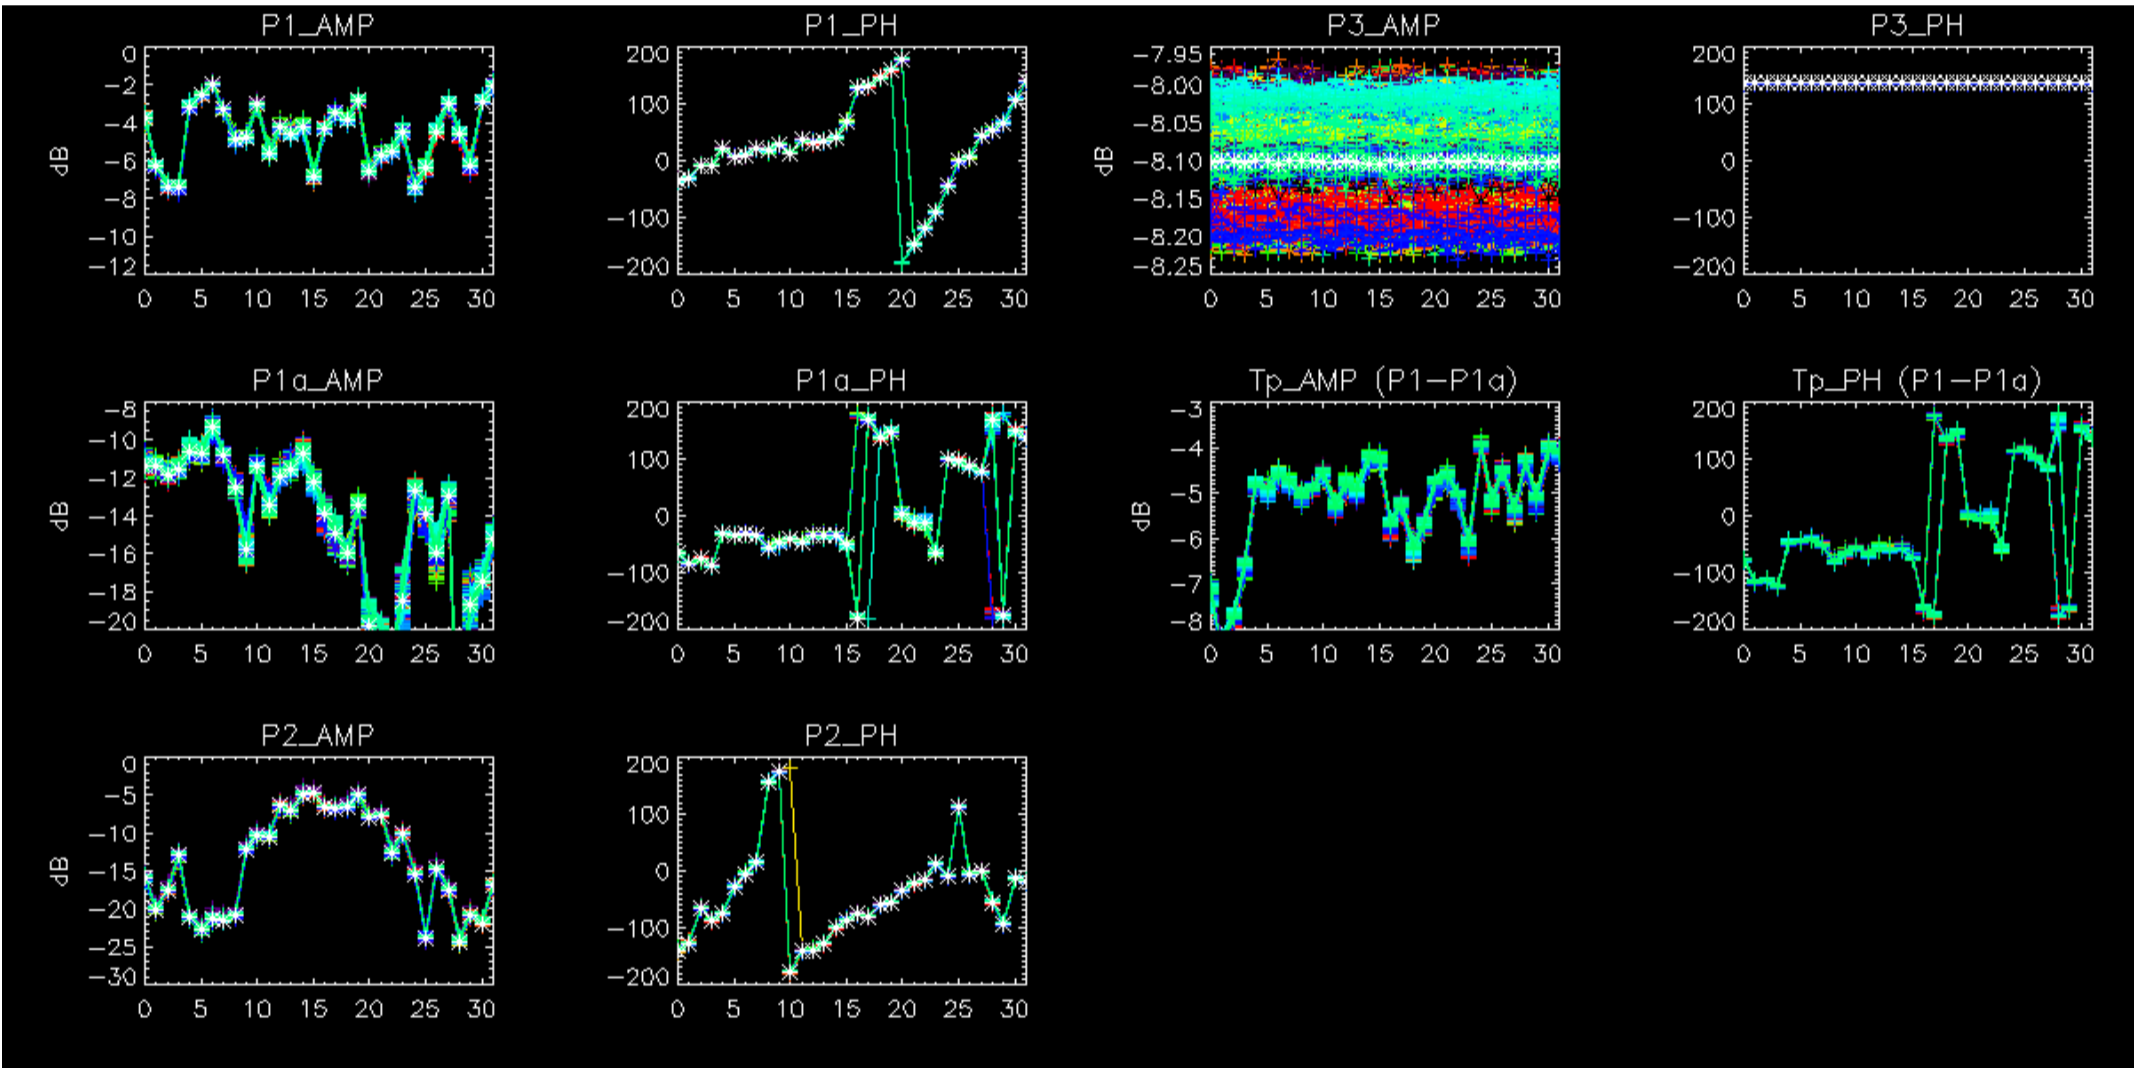 P1_AMP
0
-2
-4
-6
-8
-10
-12
dB
0 5 10 15 20 25 30
P1_PH
200
100
0
-100
-200
0 5 10 15 20 25 30
P3_AMP
-7.95
-8.00
-8.05
-8.10
-8.15
-8.20
-8.25
dB
0 5 10 15 20 25 30
P3_PH
200
100
0
-100
-200
0 5 10 15 20 25 30
P1a_AMP
-8
-10
-12
-14
-16
-18
-20
dB
0 5 10 15 20 25 30
P1a_PH
200
100
0
-100
-200
0 5 10 15 20 25 30
Tp_AMP (P1-P1a)
-3
-4
-5
-6
-7
-8
dB
0 5 10 15 20 25 30
Tp_PH (P1-P1a)
200
100
0
-100
-200
0 5 10 15 20 25 30
P2_AMP
0
-5
-10
-15
-20
-25
-30
dB
0 5 10 15 20 25 30
P2_PH
200
100
0
-100
-200
0 5 10 15 20 25 30